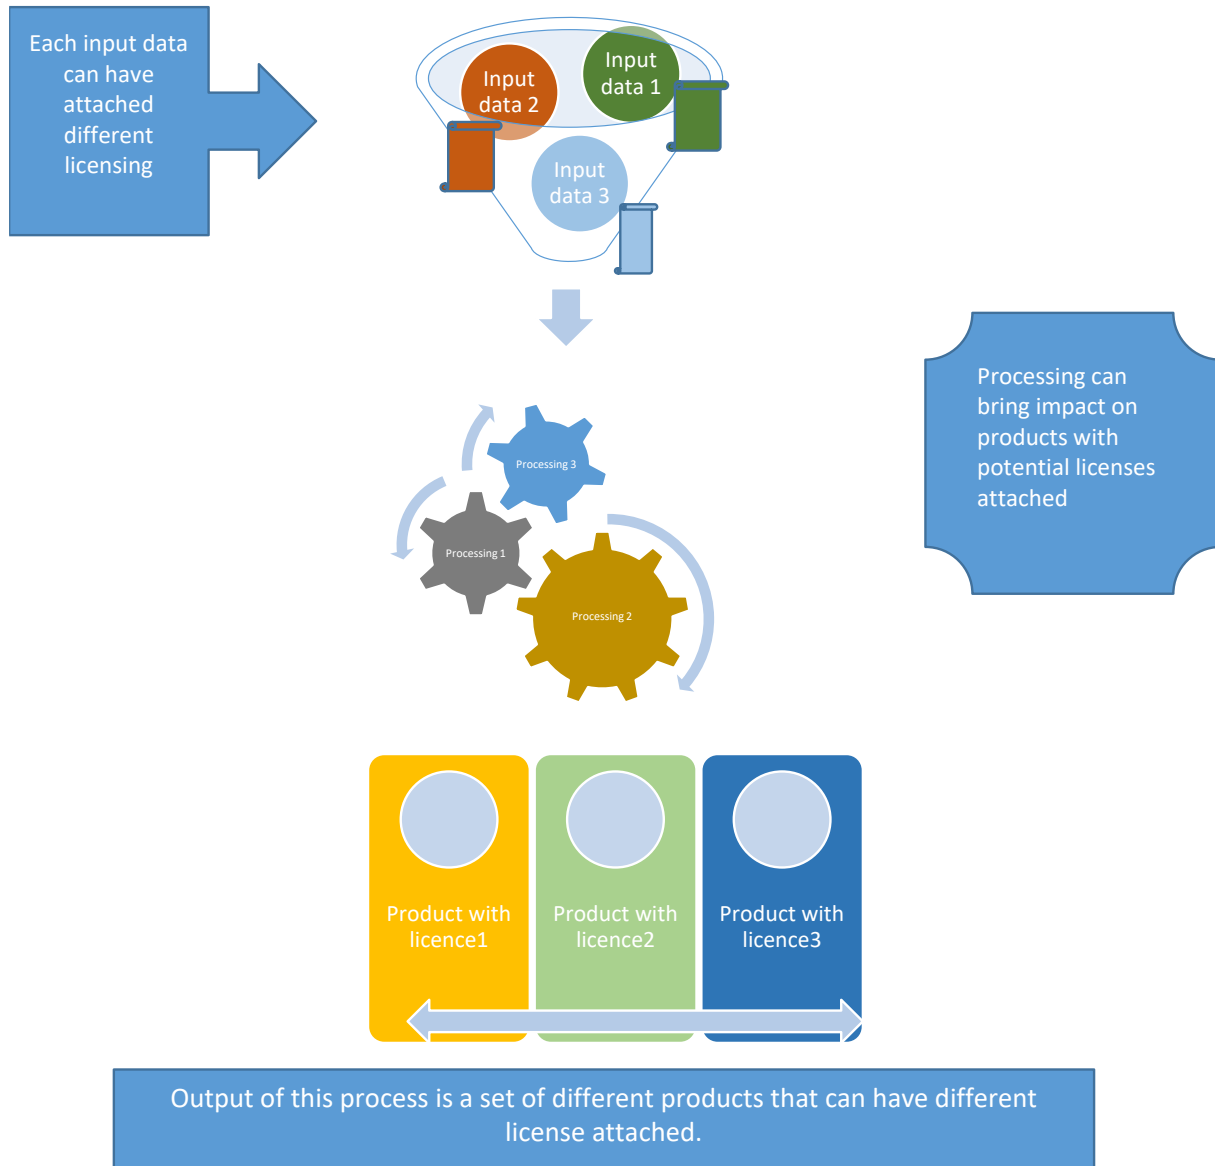 Each input data
can have
attached
different
licensing
Input
data 1
Input
data 2
Input
data 3
Processing can
bring impact on
products with
potential licenses
attached
Processing 3
Processing 1
Processing 2
Product with
licence1
Product with
licence2
Product with
licence3
Output of this process is a set of different products that can have different
license attached.